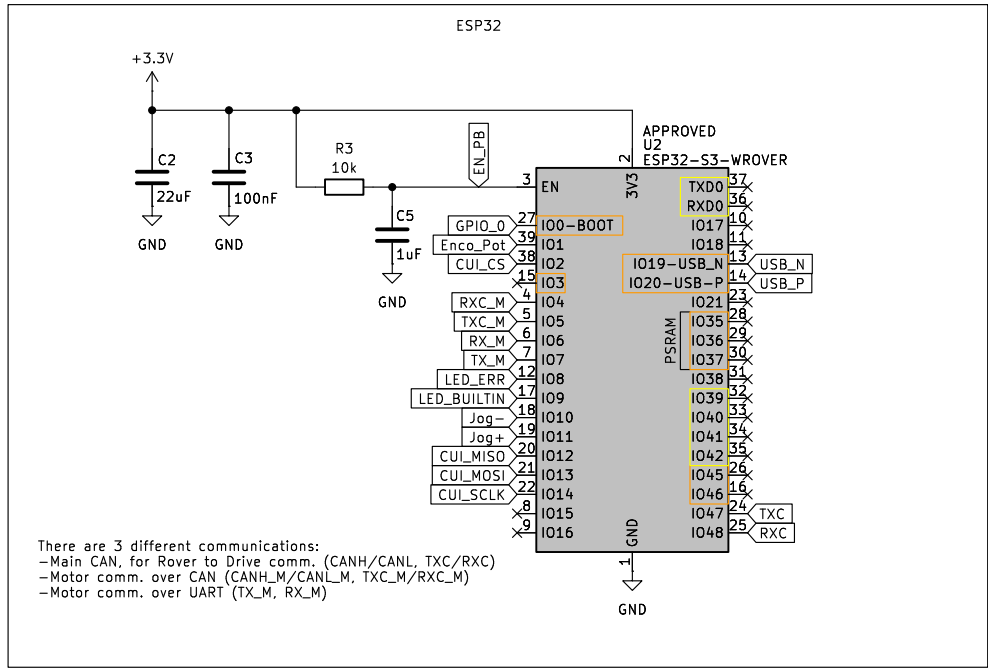 ESP32
+3.3V
C2
22uF
GND
C3
100nF
GND
R3
10k
C5
1uF
GND
EN_PB
APPROVED
U2
ESP32-S3-WROVER
2
3V3
3 EN
GPIO_0 27 IO0-BOOT
Enco_Pot 39 IO1
CUI_CS 38 IO2
15 IO3
RXC_M 4 IO4
TXC_M 5 IO5
RX_M 6 IO6
TX_M 7 IO7
LED_ERR 12 IO8
LED_BUILTIN 17 IO9
Jog- 18 IO10
Jog+ 19 IO11
CUI_MISO 20 IO12
CUI_MOSI 21 IO13
CUI_SCLK 22 IO14
8 IO15
9 IO16
TXD0 37
RXD0 36
IO17 10
IO18 11
IO19-USB_N 13 USB_N
IO20-USB-P 14 USB_P
IO21 23
PSRAM
IO35 28
IO36 29
IO37 30
IO38 31
IO39 32
IO40 33
IO41 34
IO42 35
IO45 26
IO46 16
IO47 24 TXC
IO48 25 RXC
GND
1
GND
There are 3 different communications:
-Main CAN, for Rover to Drive comm. (CANH/CANL, TXC/RXC)
-Motor comm. over CAN (CANH_M/CANL_M, TXC_M/RXC_M)
-Motor comm. over UART (TX_M, RX_M)